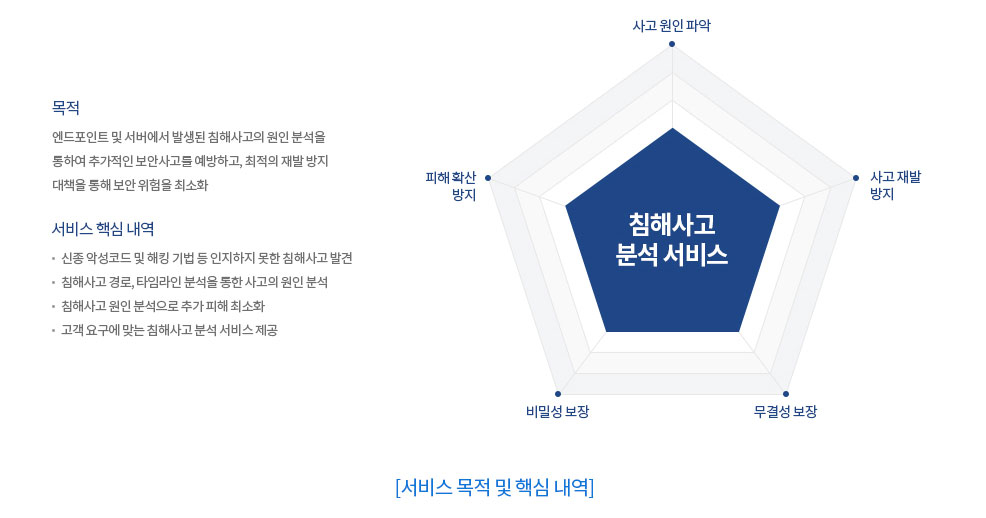 목적
엔드포인트 및 서버에서 발생된 침해사고의 원인 분석을
통하여 추가적인 보안사고를 예방하고, 최적의 재발 방지
대책을 통해 보안 위험을 최소화
서비스 핵심 내역
• 신종 악성코드 및 해킹 기법 등 인지하지 못한 침해사고 발견
• 침해사고 경로, 타임라인 분석을 통한 사고의 원인 분석
• 침해사고 원인 분석으로 추가 피해 최소화
• 고객 요구에 맞는 침해사고 분석 서비스 제공
사고 원인 파악
피해 확산
방지
사고 재발
방지
침해사고
분석 서비스
비밀성 보장
무결성 보장
[서비스 목적 및 핵심 내역]